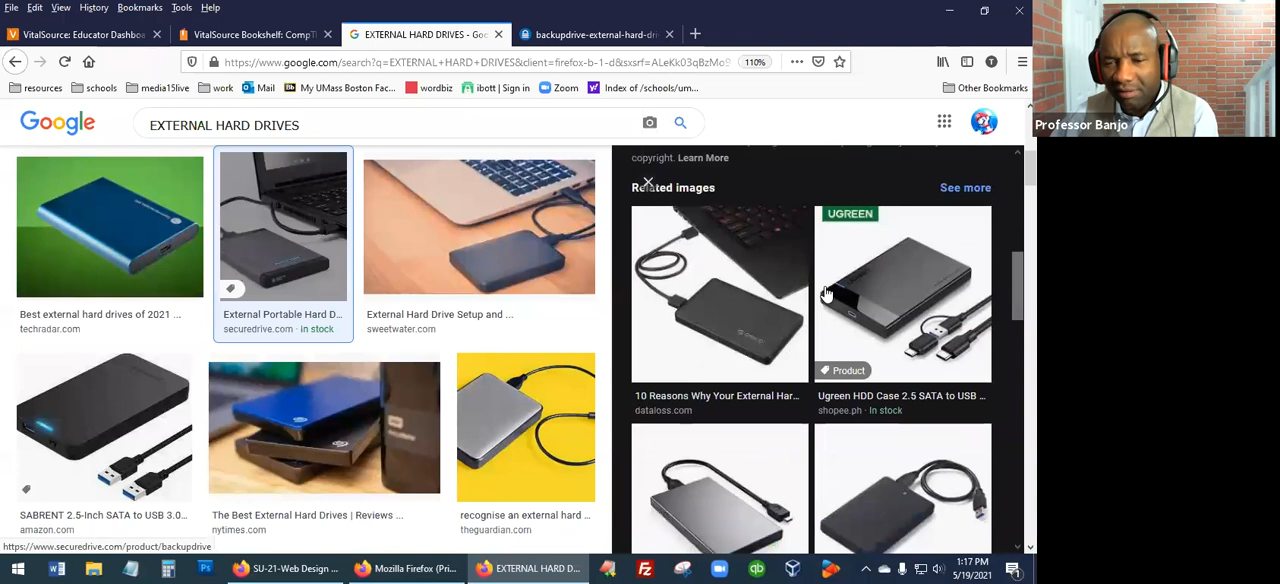 File Edit View History Bookmarks Tools Help
VitalSource: Educator Dashboa
VitalSource Bookshelf: CompTI
EXTERNAL HARD DRIVES - Goo
backupdrive-external-hard-dri
https://www.google.com/search?q=EXTERNAL+HARD+DRIVES&client=firefox-b-1-d&sxsrf=ALeKk03qBzMo9
110%
resources schools media15live work Mail My UMass Boston Fac... wordbiz ibott | Sign in Zoom Index of /schools/um... Other Bookmarks
Google
EXTERNAL HARD DRIVES
Professor Banjo
copyright. Learn More
Related images See more
UGREEN
Best external hard drives of 2021 ...
techradar.com
External Portable Hard D...
securedrive.com · In stock
External Hard Drive Setup and ...
sweetwater.com
Product
10 Reasons Why Your External Har...
dataloss.com
Ugreen HDD Case 2.5 SATA to USB ...
shopee.ph · In stock
SABRENT 2.5-Inch SATA to USB 3.0...
amazon.com
The Best External Hard Drives | Reviews ...
nytimes.com
recognise an external hard ...
theguardian.com
https://www.securedrive.com/product/backupdrive
SU-21-Web Design ...
Mozilla Firefox (Pri...
EXTERNAL HARD D...
1:17 PM
5/19/2021